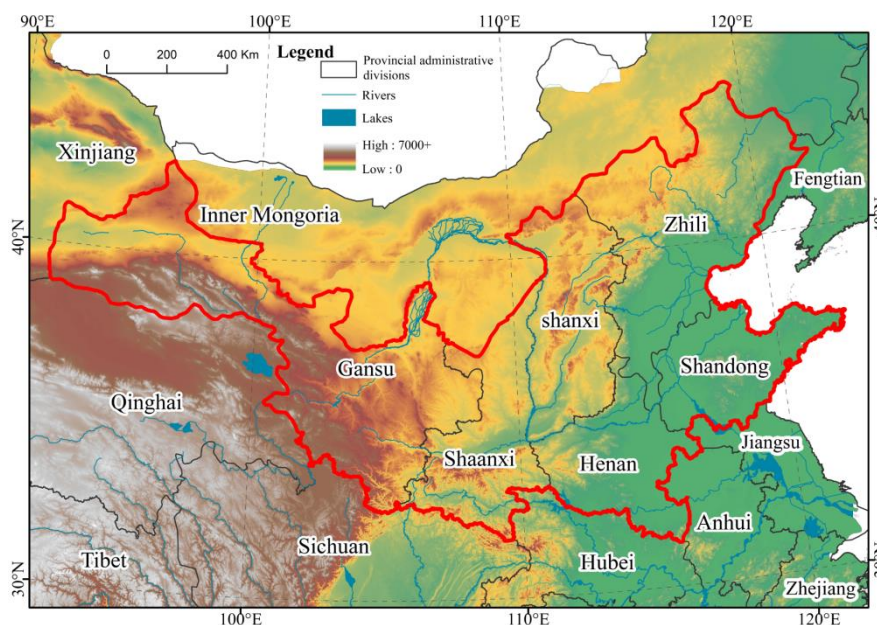 90°E
100°E
110°E
120°E
0 200 400 Km
Legend
Provincial administrative
divisions
Rivers
Lakes
High : 7000+
Low : 0
Xinjiang
Inner Mongoria
Fengtian
Zhili
40°N
40°N
shanxi
Gansu
Shandong
Qinghai
Jiangsu
Shaanxi
Henan
Anhui
Tibet
Sichuan
Hubei
30°N
Zhejiang
100°E
110°E
120°E